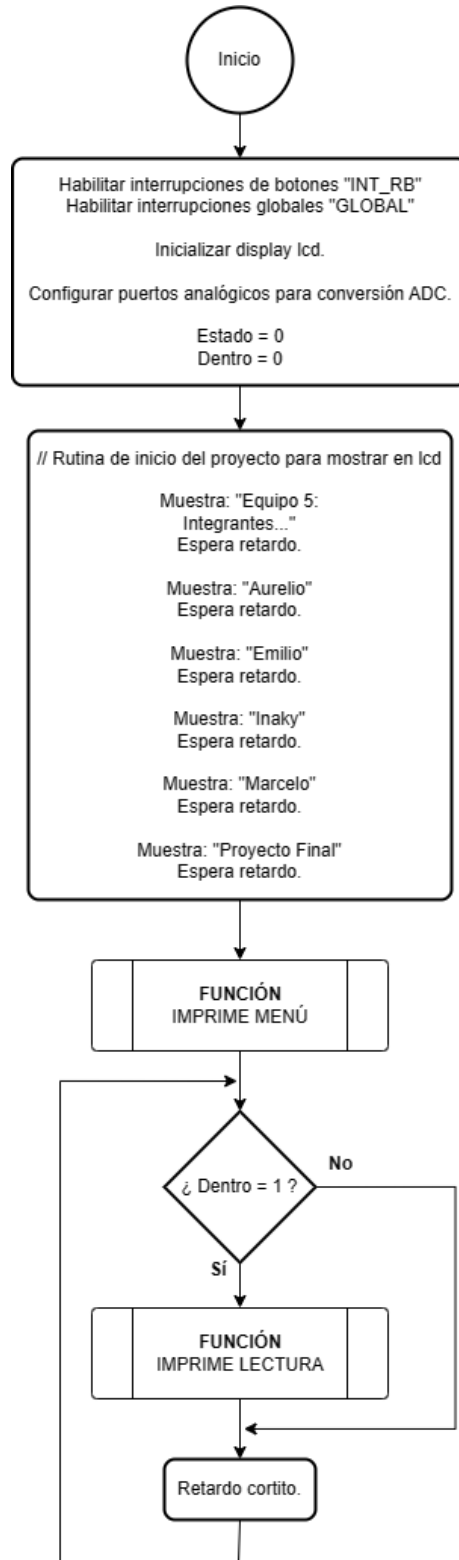 Inicio
Habilitar interrupciones de botones "INT_RB"
Habilitar interrupciones globales "GLOBAL"
Inicializar display lcd.
Configurar puertos analógicos para conversión ADC.
Estado = 0
Dentro = 0
// Rutina de inicio del proyecto para mostrar en lcd
Muestra: "Equipo 5:
Integrantes..."
Espera retardo.
Muestra: "Aurelio"
Espera retardo.
Muestra: "Emilio"
Espera retardo.
Muestra: "Inaky"
Espera retardo.
Muestra: "Marcelo"
Espera retardo.
Muestra: "Proyecto Final"
Espera retardo.
FUNCIÓN
IMPRIME MENÚ
¿ Dentro = 1 ?
No
Sí
FUNCIÓN
IMPRIME LECTURA
Retardo cortito.